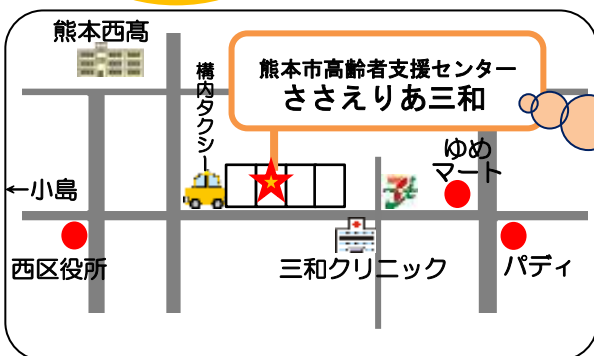 熊本西高
熊本市高齢者支援センター
ささえりあ三和
構内タクシー
ゆめ
マート
←小島
西区役所
三和クリニック
パディ